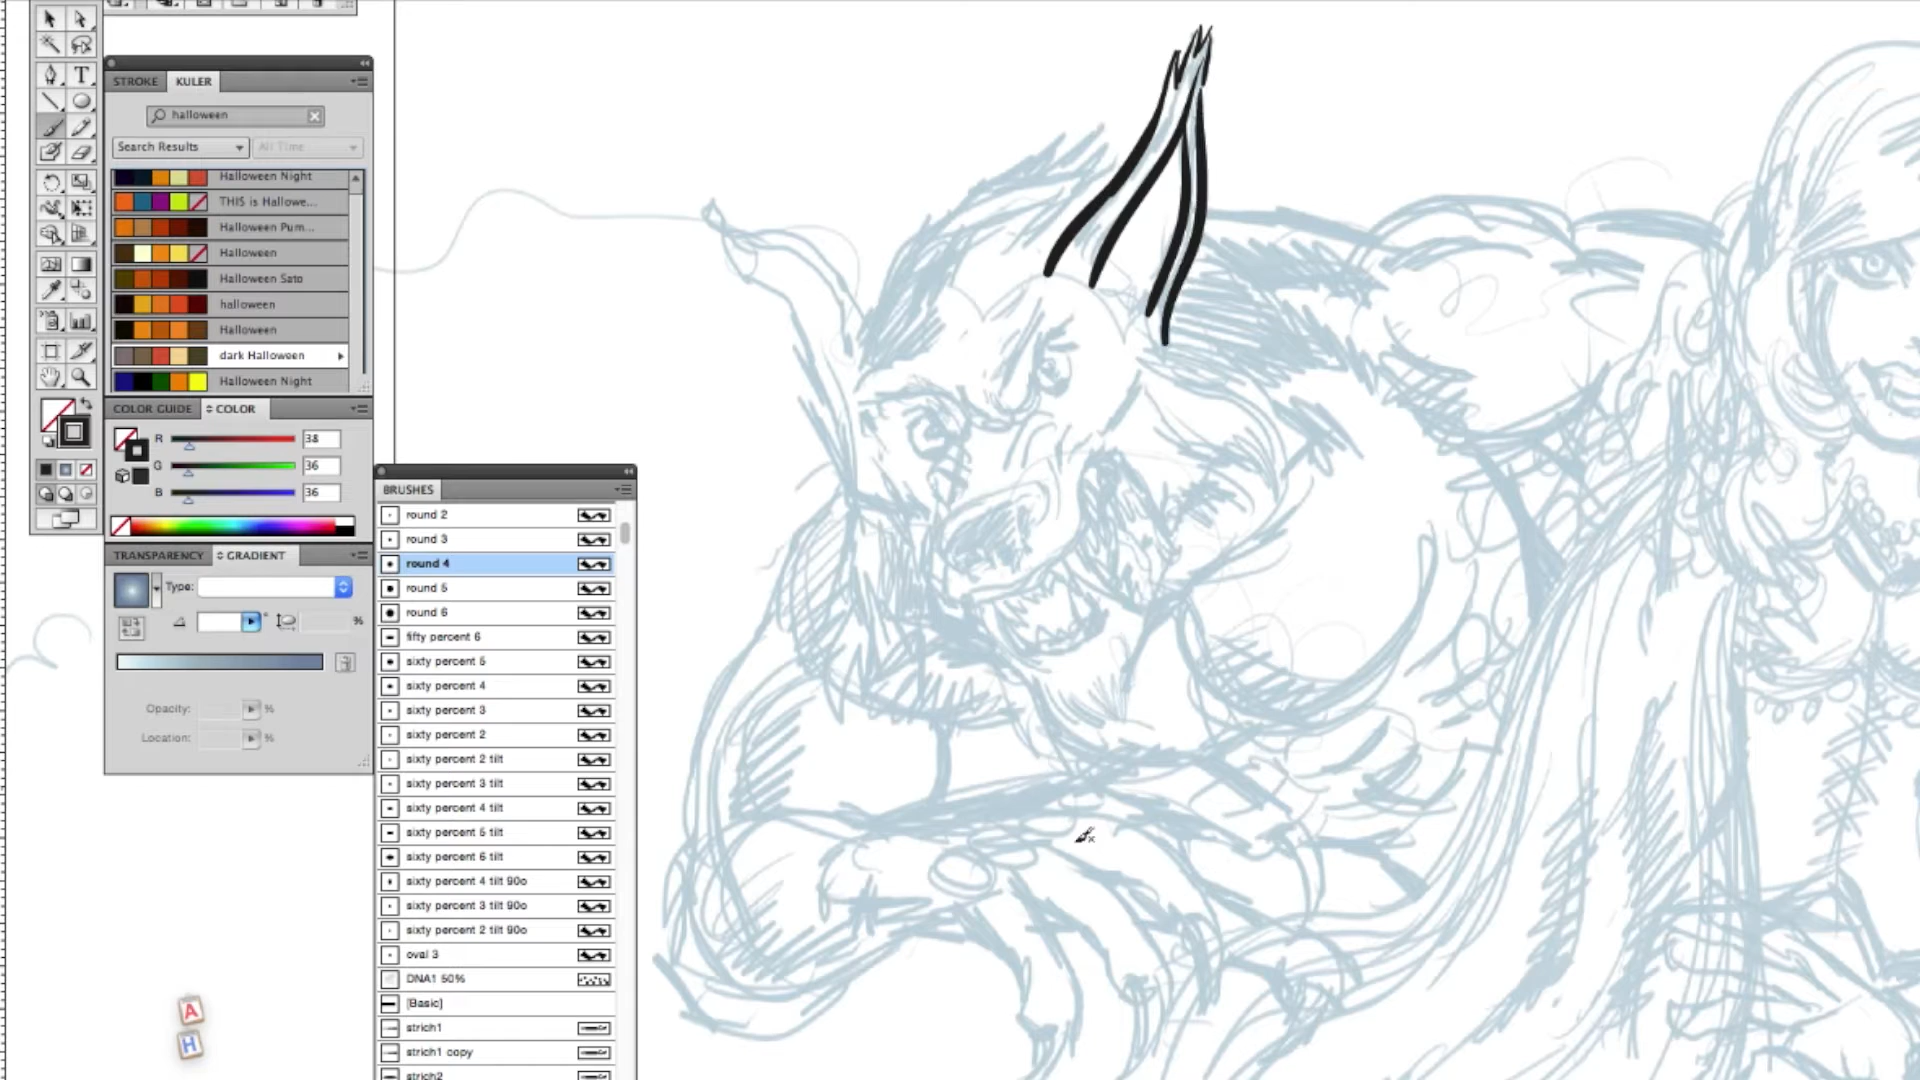 T
STROKE KULER
halloween
Search Results All Time
Halloween Night
THIS is Hallowe...
Halloween Pum...
Halloween
Halloween Sato
halloween
Halloween
dark Halloween
Halloween Night
COLOR GUIDE COLOR
R 38
G 36
B 36
TRANSPARENCY GRADIENT
Type:
° %
Opacity: %
Location: %
BRUSHES
round 2
round 3
round 4
round 5
round 6
fifty percent 6
sixty percent 5
sixty percent 4
sixty percent 3
sixty percent 2
sixty percent 2 tilt
sixty percent 3 tilt
sixty percent 4 tilt
sixty percent 5 tilt
sixty percent 6 tilt
sixty percent 4 tilt 90o
sixty percent 3 tilt 90o
sixty percent 2 tilt 90o
oval 3
DNA1 50%
[Basic]
strich1
strich1 copy
strich2
A
H